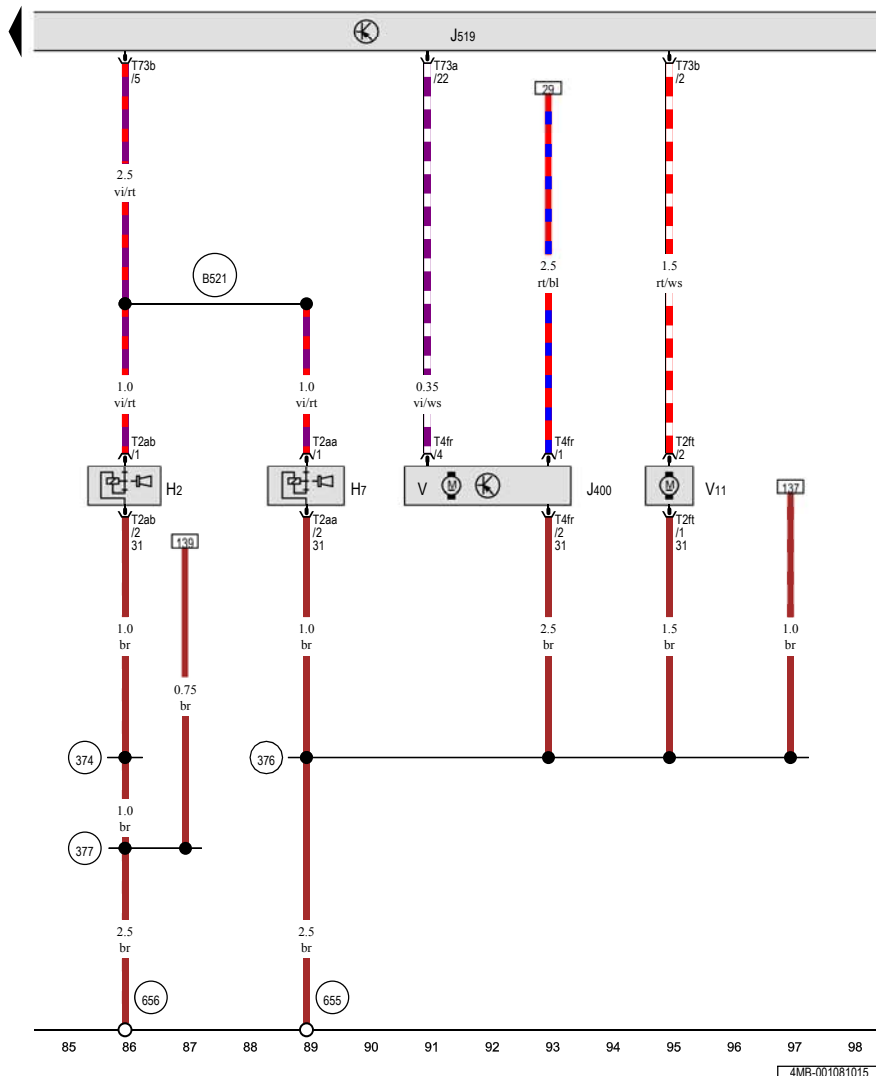 J519
T73b
/5
T73a
/22
T73b
/2
29
2.5
vi/rt
B521
2.5
rt/bl
1.5
rt/ws
1.0
vi/rt
1.0
vi/rt
0.35
vi/ws
T2ab
/1
T2aa
/1
T4fr
/4
T4fr
/1
T2ft
/2
H2
H7
V
M
J400
M
V11
137
T2ab
/2
31
139
T2aa
/2
31
T4fr
/2
31
T2ft
/1
31
1.0
br
1.0
br
2.5
br
1.5
br
1.0
br
0.75
br
374
376
1.0
br
377
2.5
br
2.5
br
656
655
85 86 87 88 89 90 91 92 93 94 95 96 97 98
4MB-001081015